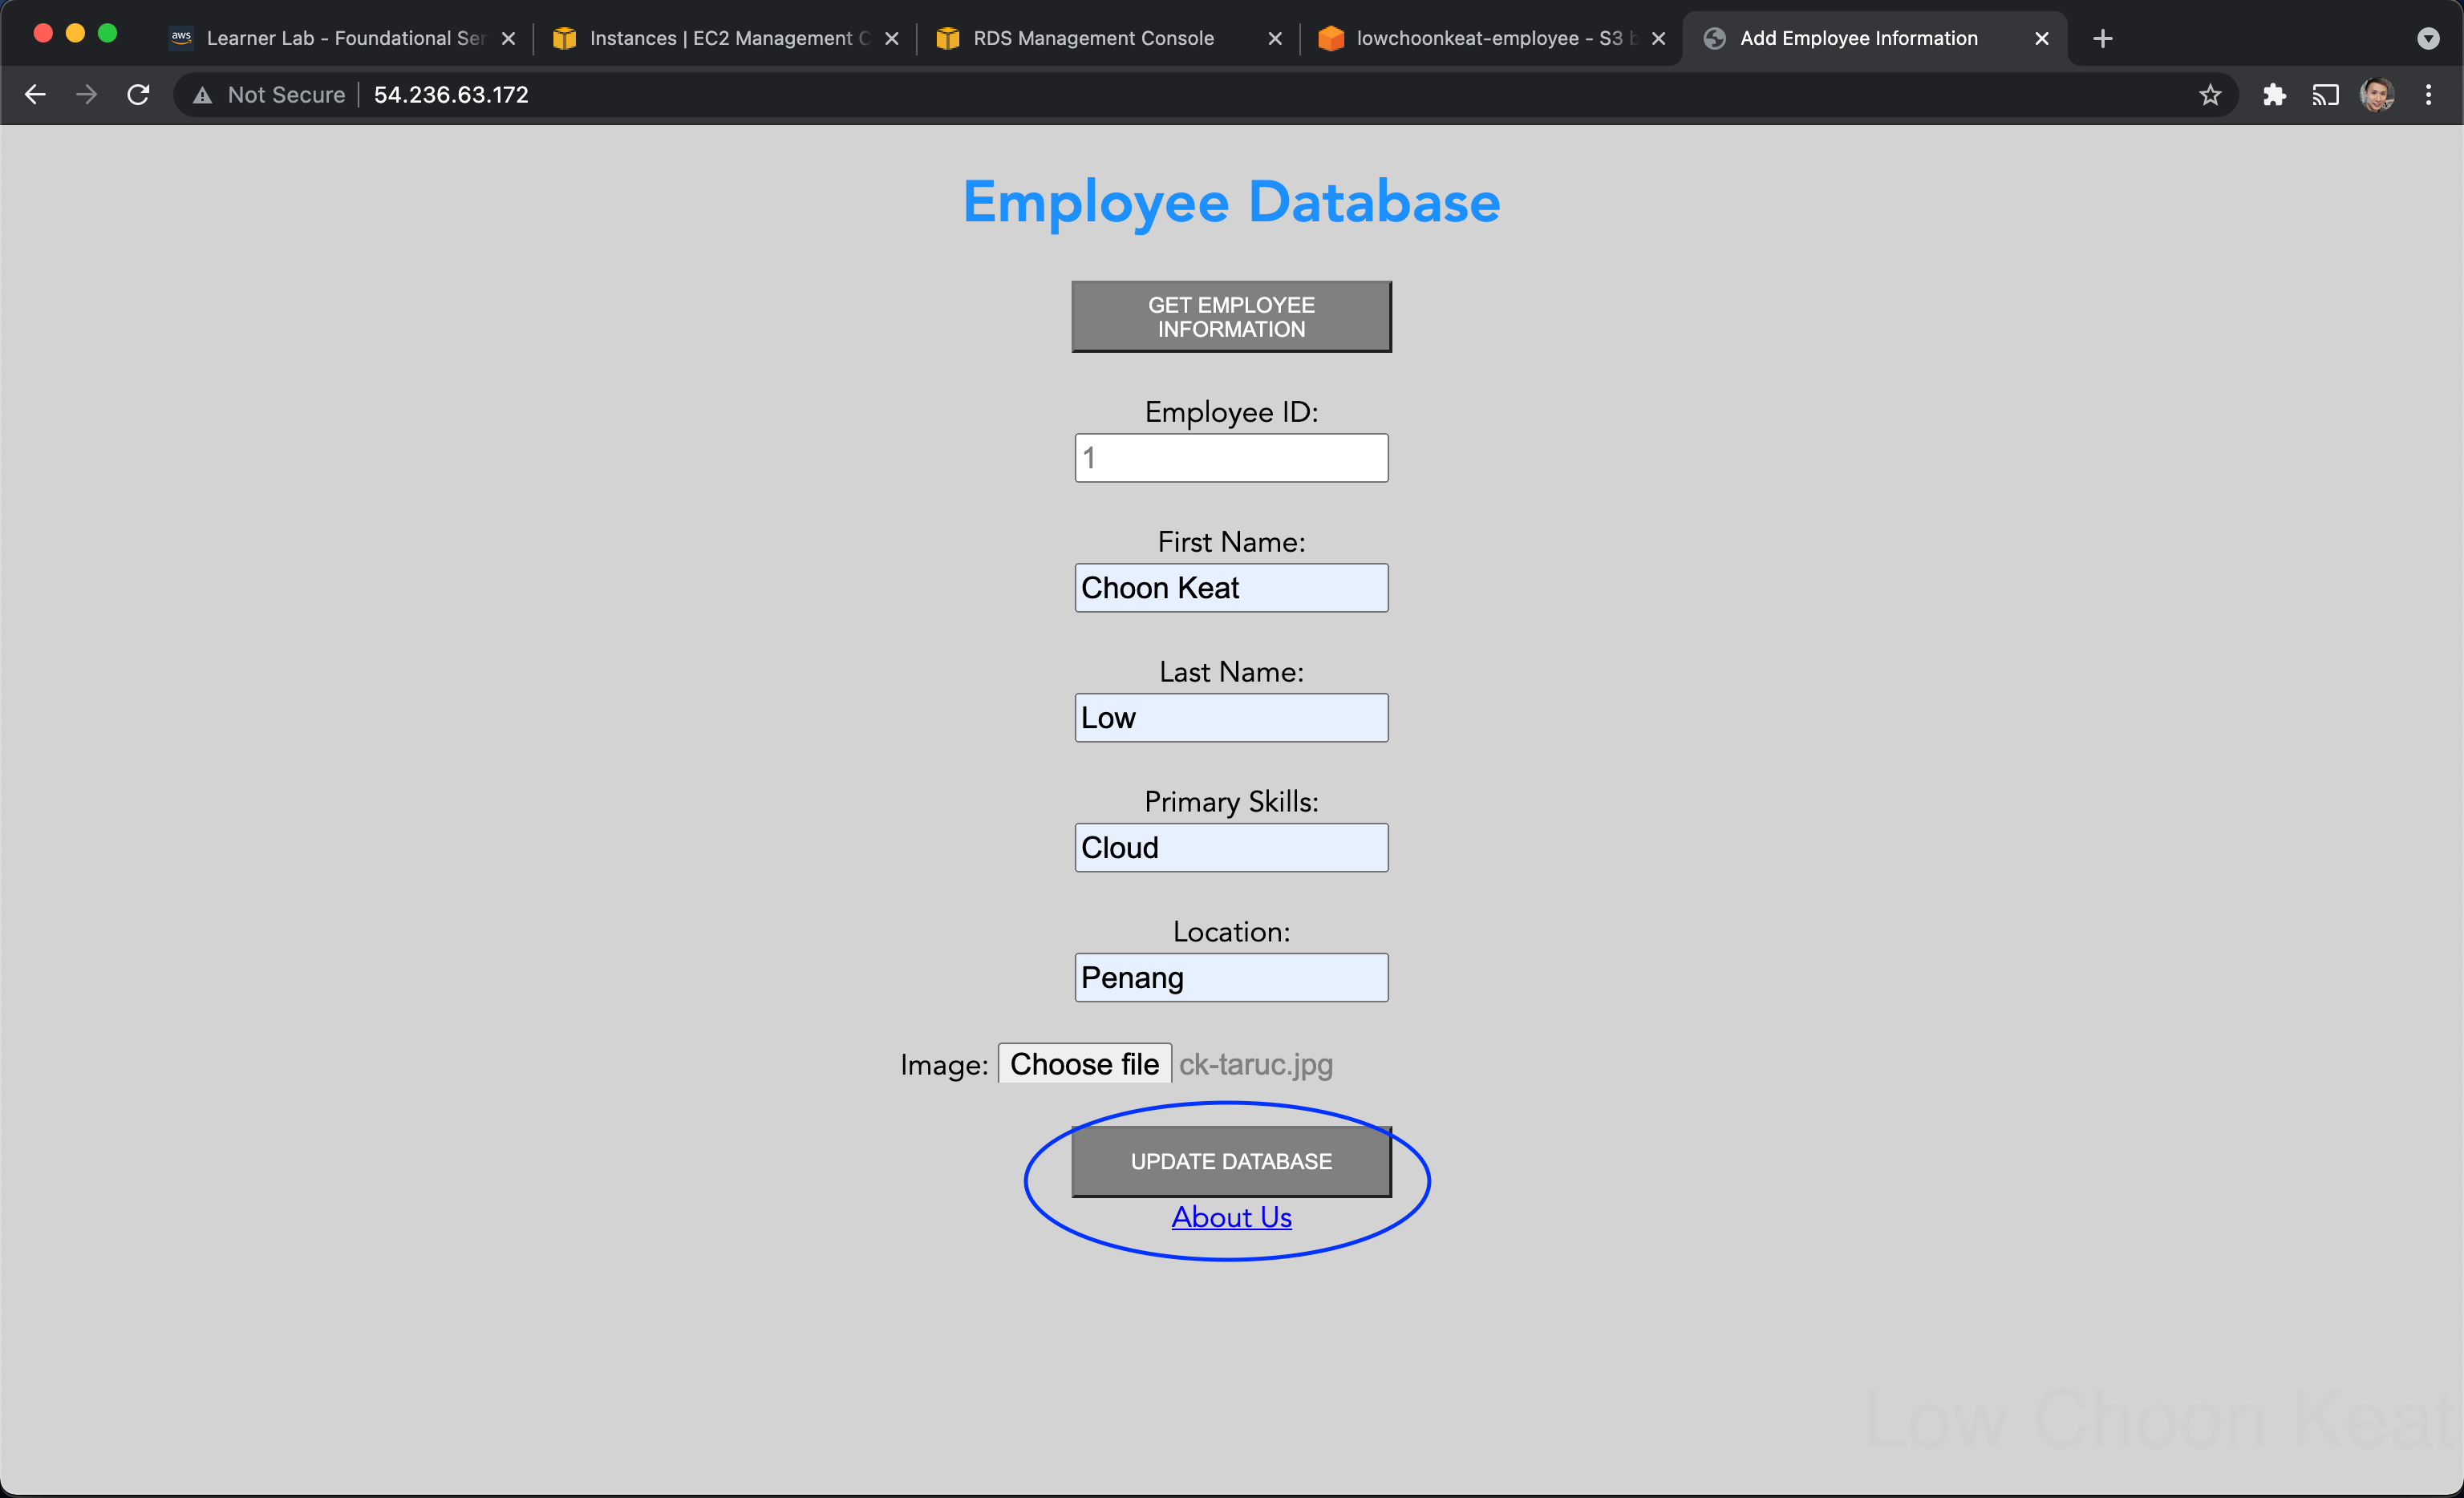 aws Learner Lab - Foundational Ser
Instances | EC2 Management C
RDS Management Console
lowchoonkeat-employee - S3 b
Add Employee Information
Not Secure
54.236.63.172
Employee Database
GET EMPLOYEE
INFORMATION
Employee ID:
1
First Name:
Choon Keat
Last Name:
Low
Primary Skills:
Cloud
Location:
Penang
Image: Choose file ck-taruc.jpg
UPDATE DATABASE
About Us
Low Choon Keat